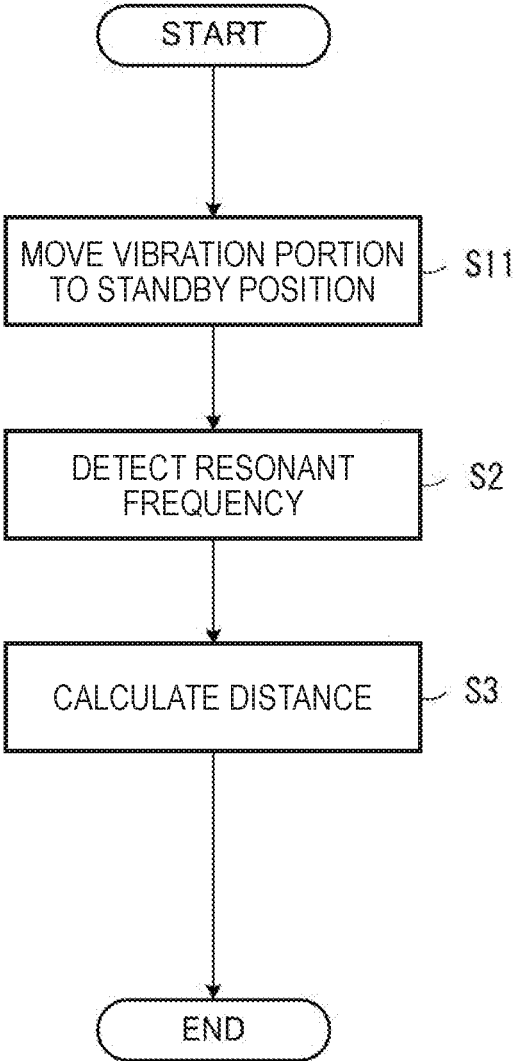 START
MOVE VIBRATION PORTION
TO STANDBY POSITION
S11
DETECT RESONANT
FREQUENCY
S2
CALCULATE DISTANCE
S3
END